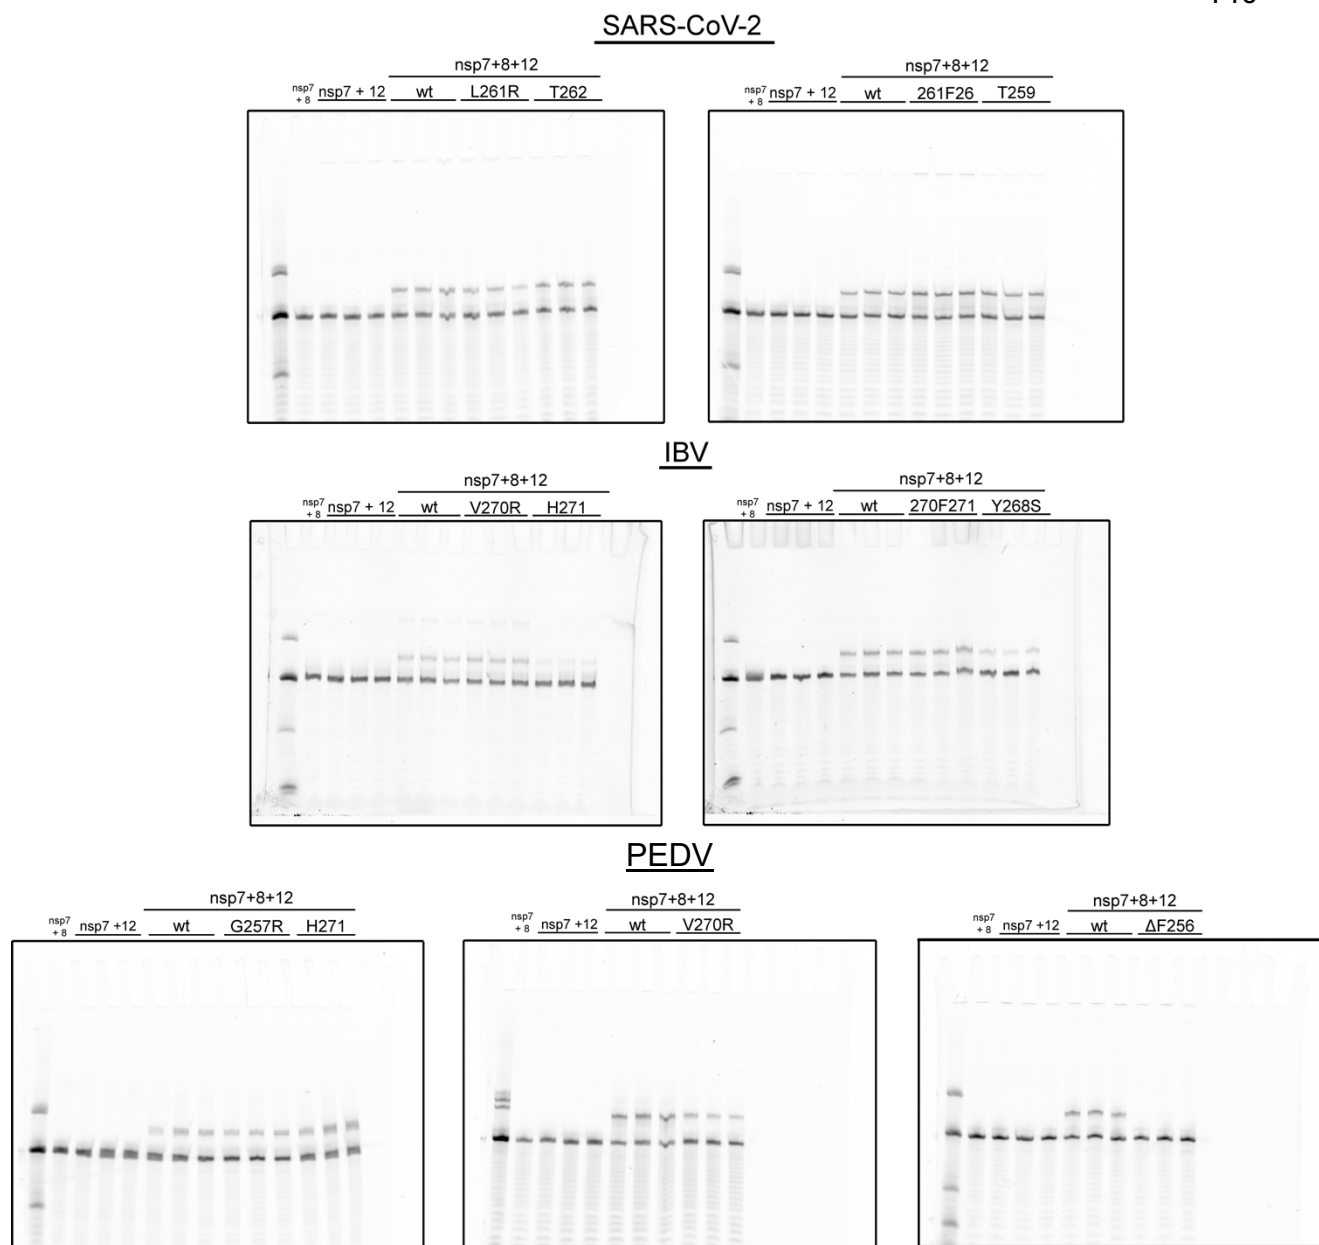 SARS-CoV-2
nsp7+8+12
nsp7 + 8 nsp7 + 12 wt L261R T262
nsp7+8+12
nsp7 + 8 nsp7 + 12 wt 261F26 T259
IBV
nsp7+8+12
nsp7 + 8 nsp7 + 12 wt V270R H271
nsp7+8+12
nsp7 + 8 nsp7 + 12 wt 270F271 Y268S
PEDV
nsp7+8+12
nsp7 + 8 nsp7 +12 wt G257R H271
nsp7+8+12
nsp7 + 8 nsp7 +12 wt V270R
nsp7+8+12
nsp7 + 8 nsp7 +12 wt ΔF256